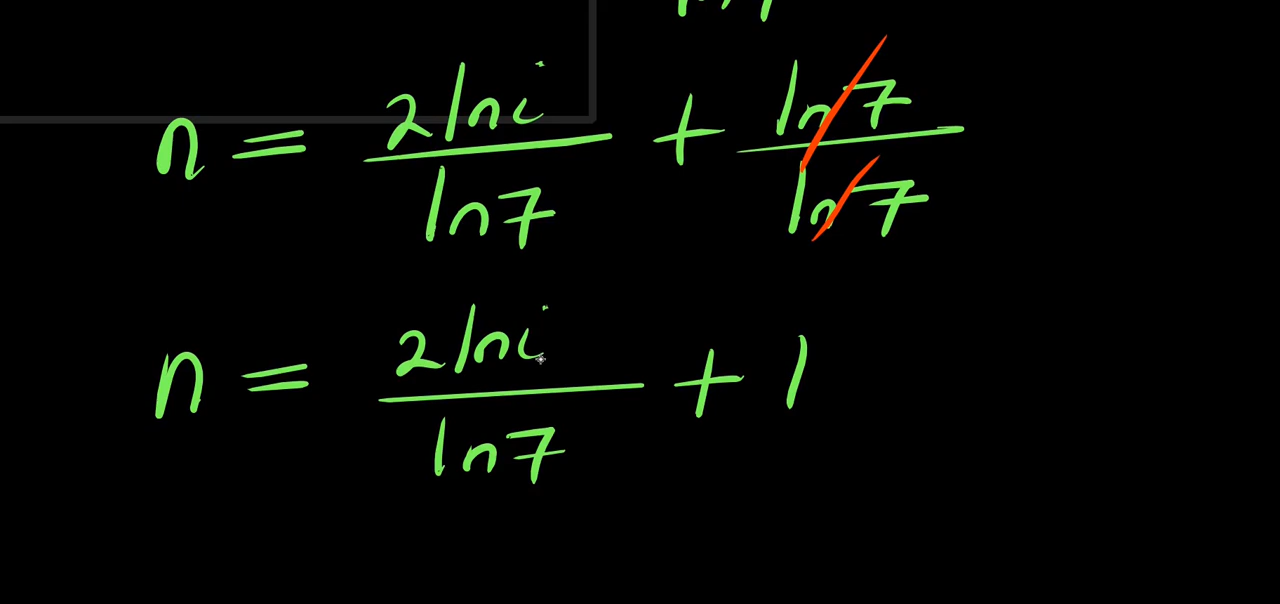 n = 2lni / ln7 + ln7 / ln7
n = 2lni / ln7 + 1